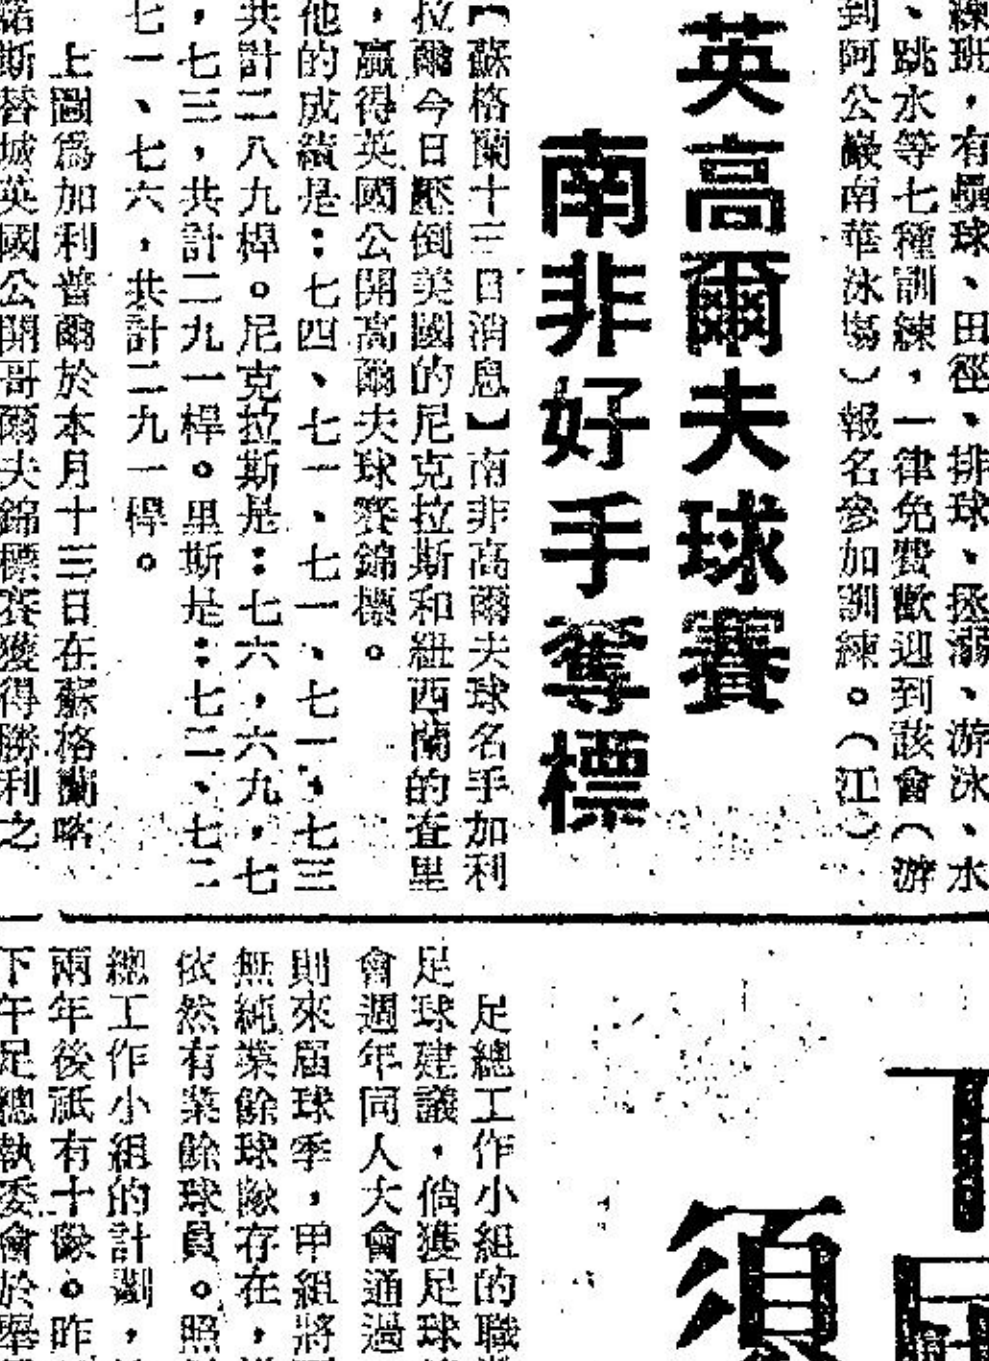 練班，有壘球、田徑、排球、拯溺、游泳、水
、跳水等七種訓練，一律免費歡迎到該會（游
到阿公巖南華泳塲）報名參加訓練。（江）
英高爾夫球賽
南非好手奪標
【蘇格蘭十三日消息】南非高爾夫球名手加利
拉爾今日壓倒美國的尼克拉斯和紐西蘭的查里
，贏得英國公開高爾夫球賽錦標。
他的成績是：七四、七一、七一、七三
共計二八九桿。尼克拉斯是：七六，六九，七
，七三，共計二九一桿。里斯是：七二、七二
七一、七六，共計二九一桿。
上圖爲加利普爾於本月十三日在蘇格蘭咯
諾斯替城英國公開哥爾夫錦標賽獲得勝利之
須
足總工作小組的職
足球建議，倘獲足球
會週年同人大會通過
則來屆球季，甲組將
無純業餘球隊存在，
依然有業餘球員。照
總工作小組的計劃，
兩年後祇有十隊。昨
下午足總執委會於